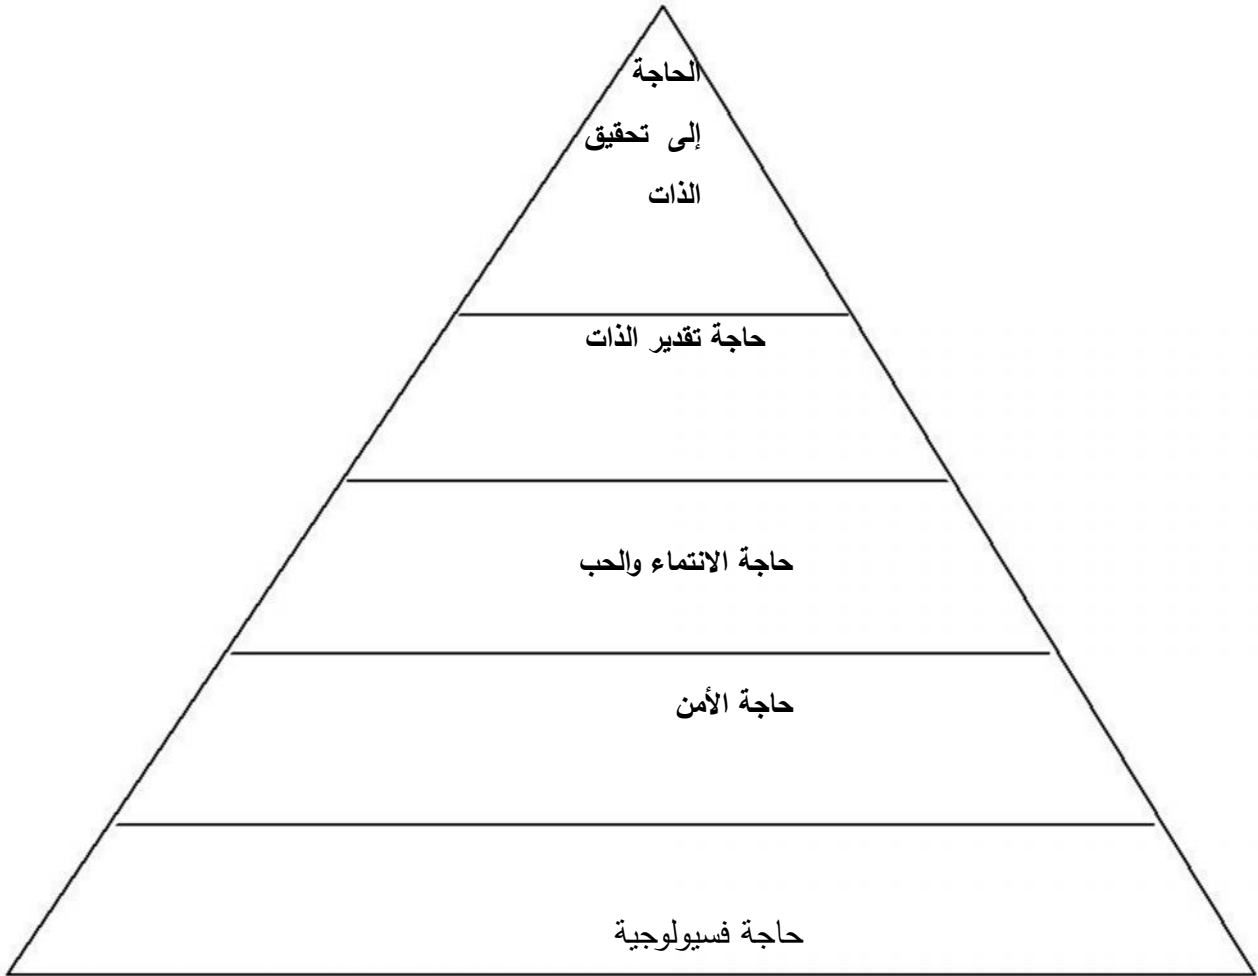 الحاجة
إلى تحقيق
الذات
حاجة تقدير الذات
حاجة الانتماء والحب
حاجة الأمن
حاجة فسيولوجية